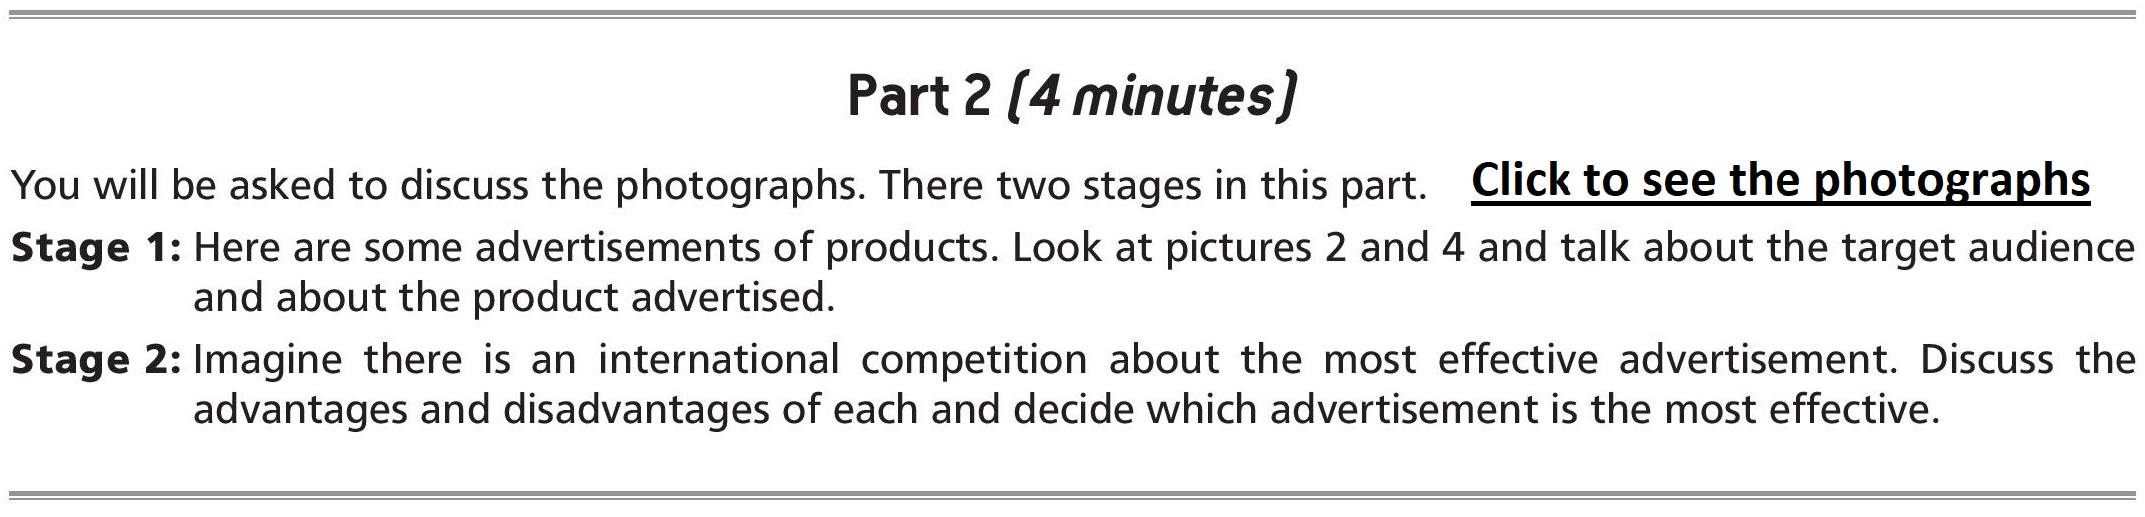 Part 2 (4 minutes)
You will be asked to discuss the photographs. There two stages in this part. Click to see the photographs
Stage 1: Here are some advertisements of products. Look at pictures 2 and 4 and talk about the target audience
and about the product advertised.
Stage 2: Imagine there is an international competition about the most effective advertisement. Discuss the
advantages and disadvantages of each and decide which advertisement is the most effective.